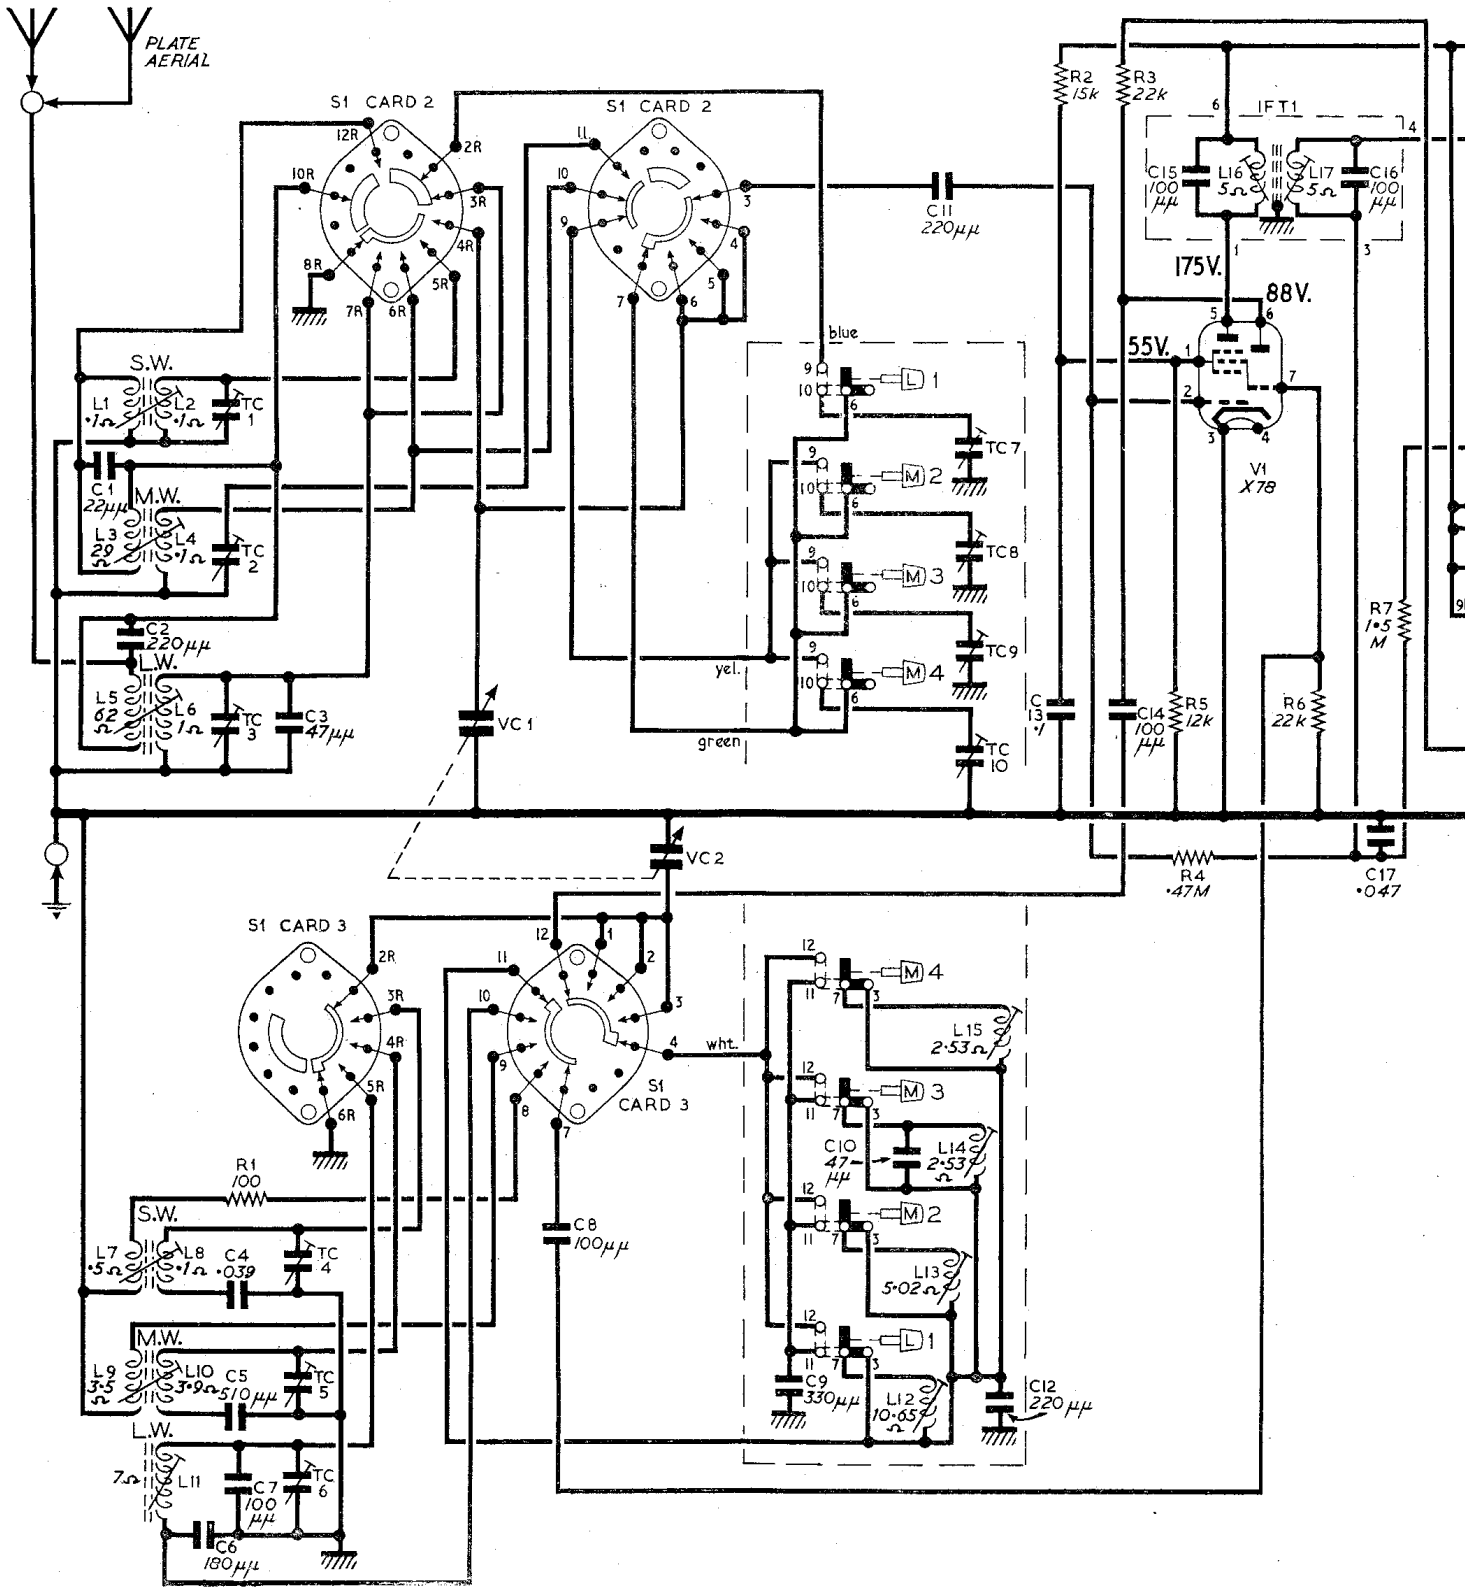 PLATE
AERIAL
S1 CARD 2
S1 CARD 2
12R
2R
10R
3R
4R
8R
5R
7R
6R
11
10
9
3
4
5
7
6
C11
220µµ
R2
15k
R3
22k
6
IFT1
4
C15
100
µµ
L16
5Ω
L17
5Ω
C16
100
µµ
1
3
175V.
88V.
5
6
55V.
1
2
7
3
4
V1
X78
S.W.
L1
·1Ω
L2
·1Ω
TC
1
C1
22µµ
M.W.
L3
29
Ω
L4
·1Ω
TC
2
C2
220µµ
L.W.
L5
62
Ω
L6
1Ω
TC
3
C3
47µµ
VC1
blue
9
10
6
L 1
TC7
9
10
6
M 2
TC8
9
10
6
M 3
TC9
yel.
9
10
6
M 4
green
TC
10
C
13
·1
C14
100
µµ
R5
12k
R6
22k
R7
1·5
M
9
VC2
R4
·47M
C17
·047
S1 CARD 3
2R
3R
4R
5R
6R
12
1
11
2
10
3
4
9
8
7
S1
CARD 3
wht.
12
11
7
3
M 4
L15
2·53Ω
12
11
7
3
M 3
C10
47
µµ
L14
2·53
Ω
12
11
7
3
M 2
L13
5·02Ω
12
11
7
3
L 1
C9
330µµ
L12
10·65
Ω
C12
220µµ
R1
100
C8
100µµ
S.W.
L7
·5Ω
L8
·1Ω
C4
·039
TC
4
M.W.
L9
3·5
Ω
L10
3·9Ω
C5
510µµ
TC
5
L.W.
7Ω
L11
C7
100
µµ
TC
6
C6
180µµ